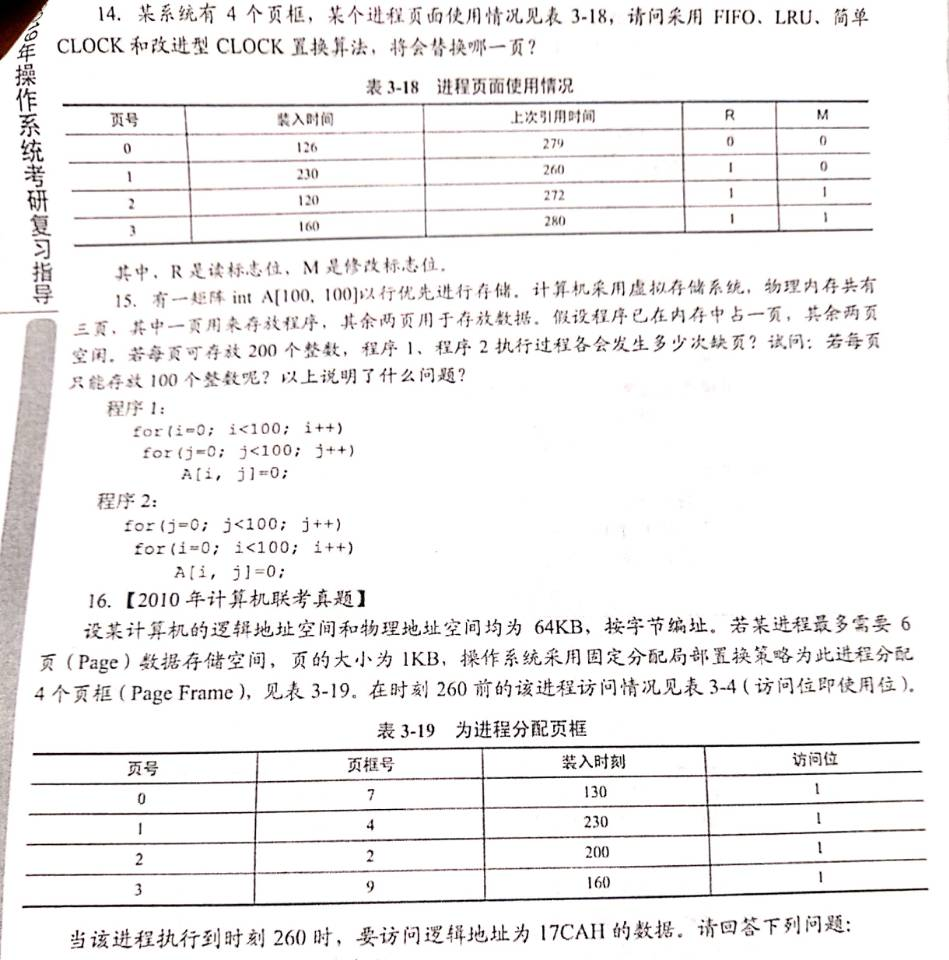 14. 某系统有 4 个页框，某个进程页面使用情况见表 3-18，请问采用 FIFO、LRU、简单
CLOCK 和改进型 CLOCK 置换算法，将会替换哪一页？
表 3-18 进程页面使用情况
页号 装入时间 上次引用时间 R M
0 126 279 0 0
1 230 260 1 0
2 120 272 1 1
3 160 280 1 1
其中，R 是读标志位，M 是修改标志位。
15. 有一矩阵 int A[100, 100]以行优先进行存储。计算机采用虚拟存储系统，物理内存共有
三页，其中一页用来存放程序，其余两页用于存放数据。假设程序已在内存中占一页，其余两页
空闲。若每页可存放 200 个整数，程序 1、程序 2 执行过程各会发生多少次缺页？试问：若每页
只能存放 100 个整数呢？以上说明了什么问题？
程序 1：
for(i=0; i<100; i++)
for(j=0; j<100; j++)
A[i, j]=0;
程序 2：
for(j=0; j<100; j++)
for(i=0; i<100; i++)
A[i, j]=0;
16.【2010 年计算机联考真题】
设某计算机的逻辑地址空间和物理地址空间均为 64KB，按字节编址。若某进程最多需要 6
页（Page）数据存储空间，页的大小为 1KB，操作系统采用固定分配局部置换策略为此进程分配
4 个页框（Page Frame），见表 3-19。在时刻 260 前的该进程访问情况见表 3-4（访问位即使用位）。
表 3-19 为进程分配页框
页号 页框号 装入时刻 访问位
0 7 130 1
1 4 230 1
2 2 200 1
3 9 160 1
当该进程执行到时刻 260 时，要访问逻辑地址为 17CAH 的数据。请回答下列问题：
9年操作系统考研复习指导